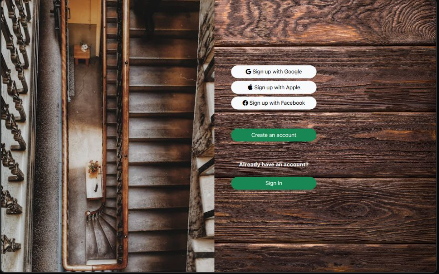 Sign up with Google
Sign up with Apple
Sign up with Facebook
Create an account
Already have an account?
Sign in